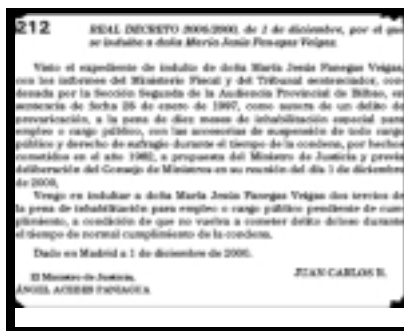 212 REAL DECRETO 2006/2000, de 1 de diciembre, por el que
se indulta a doña María Jesús Veigas.
Visto el expediente de indulto de doña María Jesús Veigas,
con los informes del Ministerio Fiscal y del Tribunal sentenciador, con-
denada por la Sección Segunda de la Audiencia Provincial de Bilbao, en
sentencia de fecha de enero de 1997, como autora de un delito de
prevaricación, a la pena de diez meses de inhabilitación especial para
empleo o cargo público, con las accesorias de suspensión de todo cargo
público y derecho de sufragio durante el tiempo de la condena, por hechos
cometidos en el año, a propuesta del Ministro de Justicia y previa
deliberación del Consejo de Ministros en su reunión del día 1 de diciembre
de 2000,
Vengo en indultar a doña María Jesús Veigas dos tercios de
la pena de inhabilitación para empleo o cargo público pendiente de cum-
plimiento, a condición de que no vuelva a cometer delito doloso durante
el tiempo de normal cumplimiento de la condena.
Dado en Madrid a 1 de diciembre de 2000.
JUAN CARLOS R.
El Ministro de Justicia,
ÁNGEL ACEBES PANIAGUA